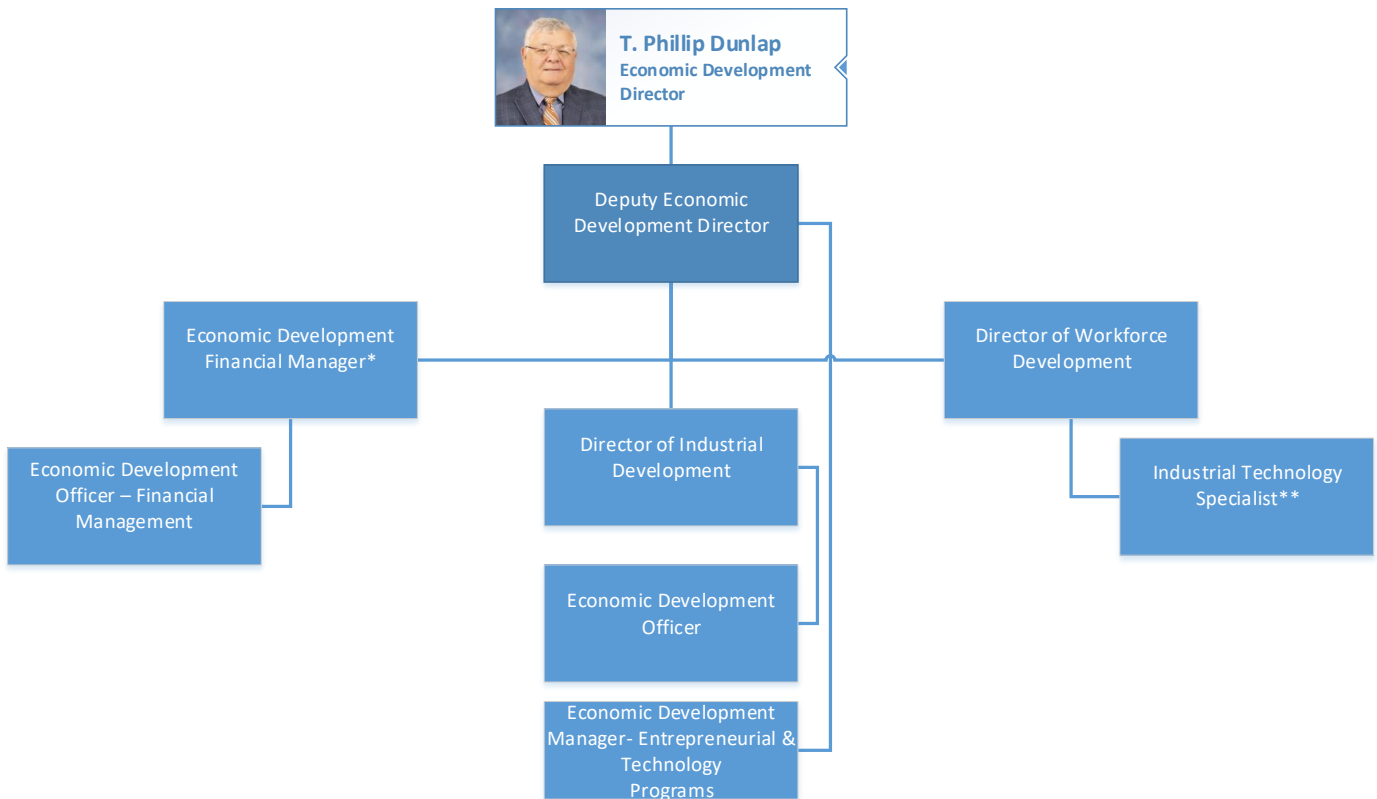 T. Phillip Dunlap
Economic Development
Director
Deputy Economic
Development Director
Economic Development
Financial Manager*
Director of Workforce
Development
Director of Industrial
Development
Economic Development
Officer – Financial
Management
Industrial Technology
Specialist**
Economic Development
Officer
Economic Development
Manager- Entrepreneurial &
Technology
Programs